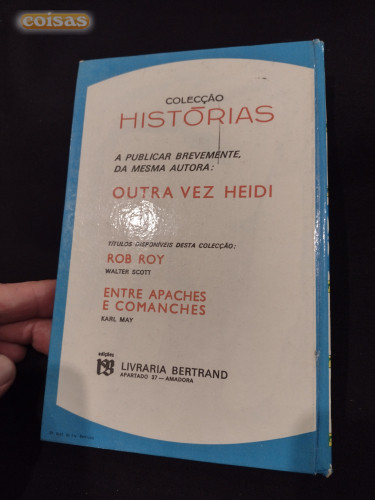 coisas
COLECÇÃO
HISTÓRIAS
A PUBLICAR BREVEMENTE,
DA MESMA AUTORA:
OUTRA VEZ HEIDI
TÍTULOS DISPONÍVEIS DESTA COLECÇÃO:
ROB ROY
WALTER SCOTT
ENTRE APACHES
E COMANCHES
KARL MAY
edições
LIVRARIA BERTRAND
APARTADO 37 — AMADORA